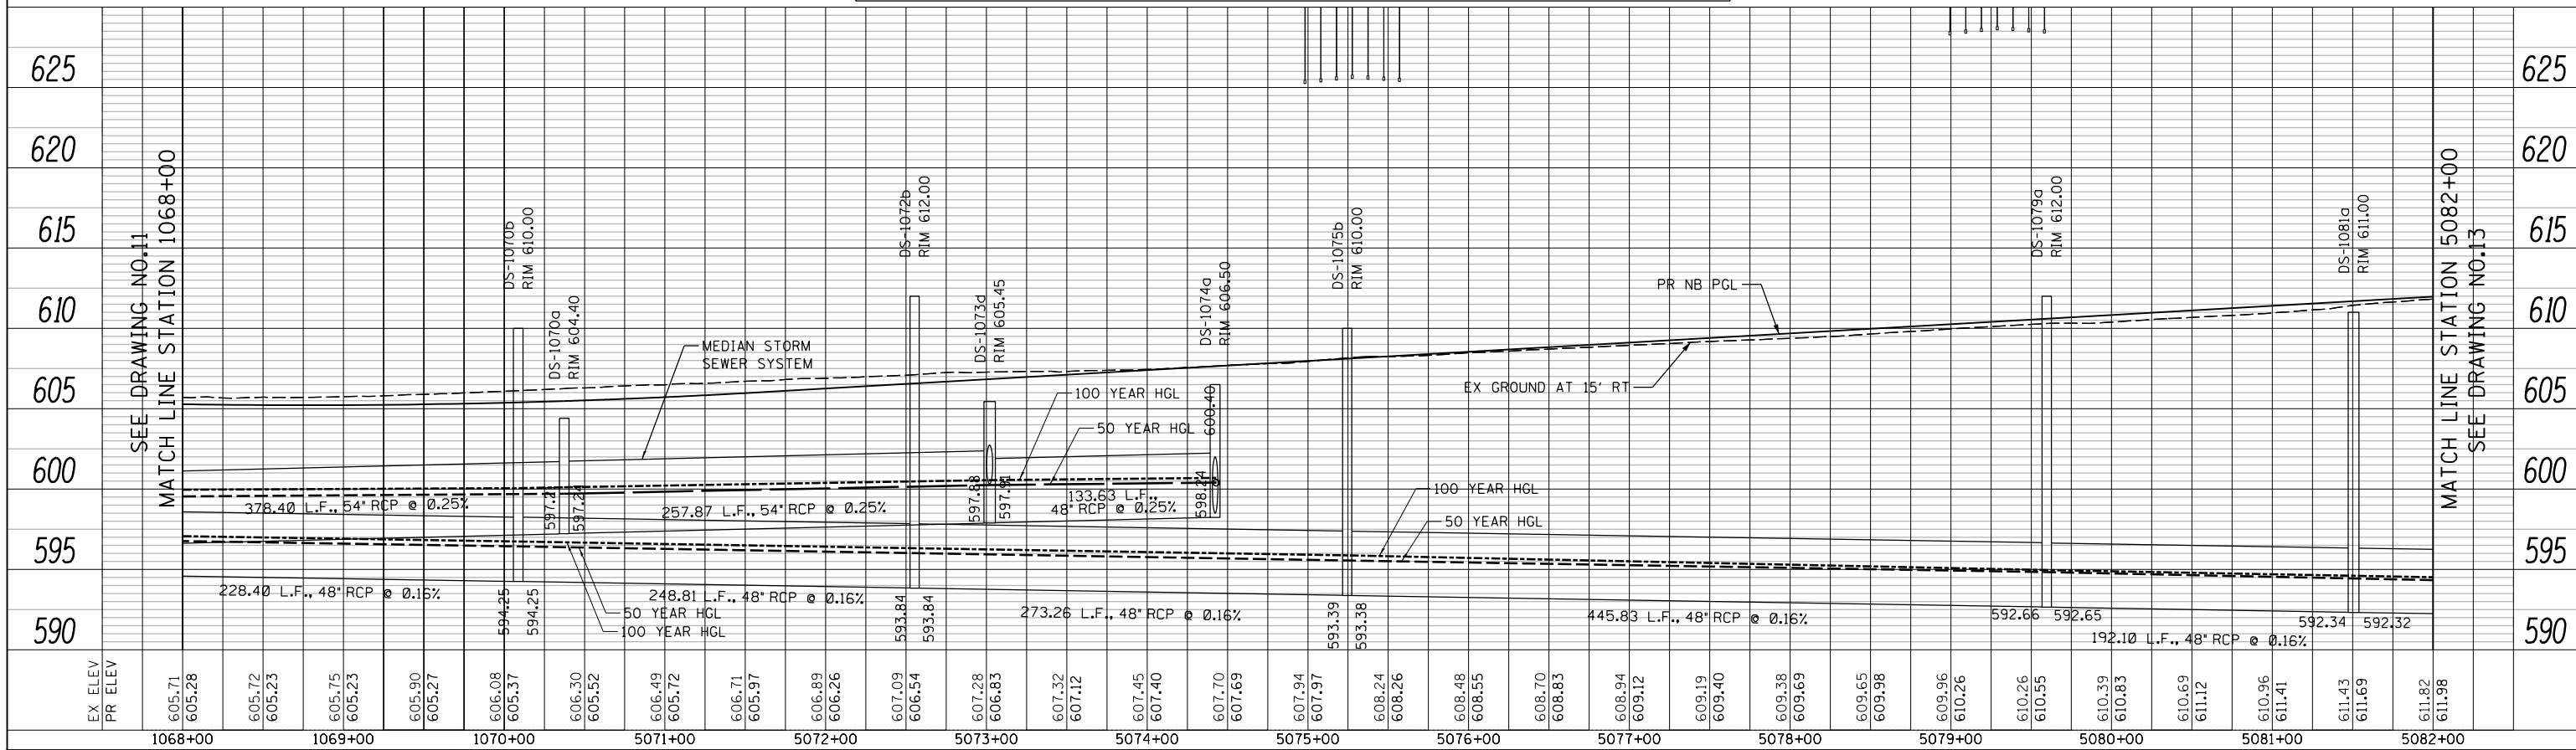 625
620
615
610
605
600
595
590
SEE DRAWING NO.11
MATCH LINE STATION 1068+00
DS-1070b
RIM 610.00
DS-1070a
RIM 604.40
DS-1072b
RIM 612.00
DS-1073d
RIM 605.45
DS-1074a
RIM 606.50
DS-1075b
RIM 610.00
DS-1079a
RIM 612.00
DS-1081a
RIM 611.00
MATCH LINE STATION 5082+00
SEE DRAWING NO.13
625
620
615
610
605
600
595
590
PR NB PGL
EX GROUND AT 15' RT
MEDIAN STORM
SEWER SYSTEM
100 YEAR HGL
50 YEAR HGL
600.40
378.40 L.F., 54" RCP @ 0.25%
597.21
597.24
257.87 L.F., 54" RCP @ 0.25%
597.88
597.91
133.63 L.F.,
48" RCP @ 0.25%
598.24
100 YEAR HGL
50 YEAR HGL
228.40 L.F., 48" RCP @ 0.16%
594.25
594.25
248.81 L.F., 48" RCP @ 0.16%
50 YEAR HGL
100 YEAR HGL
593.84
593.84
273.26 L.F., 48" RCP @ 0.16%
593.39
593.38
445.83 L.F., 48" RCP @ 0.16%
592.66
592.65
192.10 L.F., 48" RCP @ 0.16%
592.34
592.32
EX ELEV
PR ELEV
605.71
605.28
605.72
605.23
605.75
605.23
605.90
605.27
606.08
605.37
606.30
605.52
606.49
605.72
606.71
605.97
606.89
606.26
607.09
606.54
607.28
606.83
607.32
607.12
607.45
607.40
607.70
607.69
607.94
607.97
608.24
608.26
608.48
608.55
608.70
608.83
608.94
609.12
609.19
609.40
609.38
609.69
609.65
609.98
609.96
610.26
610.26
610.55
610.39
610.83
610.69
611.12
610.96
611.41
611.43
611.69
611.82
611.98
1068+00 1069+00 1070+00 5071+00 5072+00 5073+00 5074+00 5075+00 5076+00 5077+00 5078+00 5079+00 5080+00 5081+00 5082+00